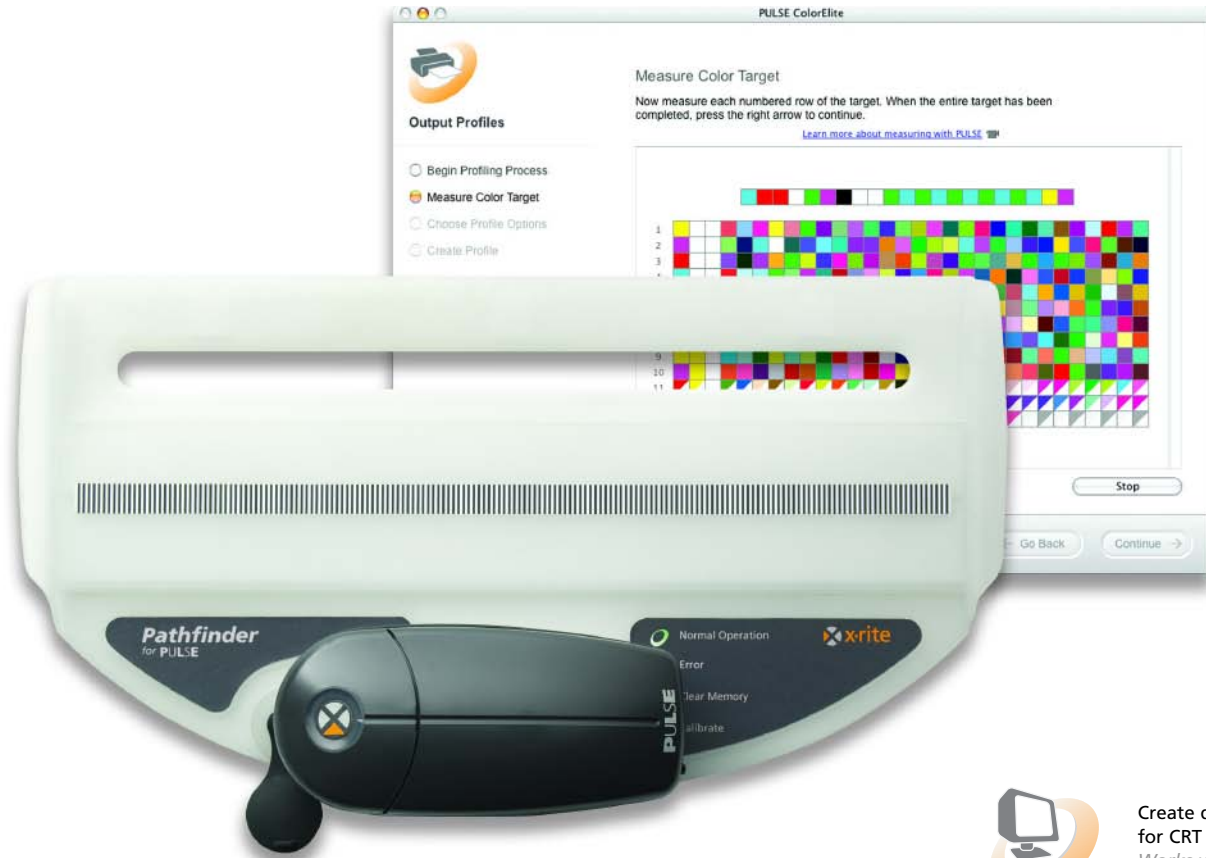 PULSE ColorElite
Output Profiles
Begin Profiling Process
Measure Color Target
Choose Profile Options
Create Profile
Measure Color Target
Now measure each numbered row of the target. When the entire target has been
completed, press the right arrow to continue.
Learn more about measuring with PULSE
1
2
3
9
10
11
Stop
Go Back
Continue
Pathfinder
for PULSE
Normal Operation
x·rite
Error
Clear Memory
PULSE
Create
for CRT